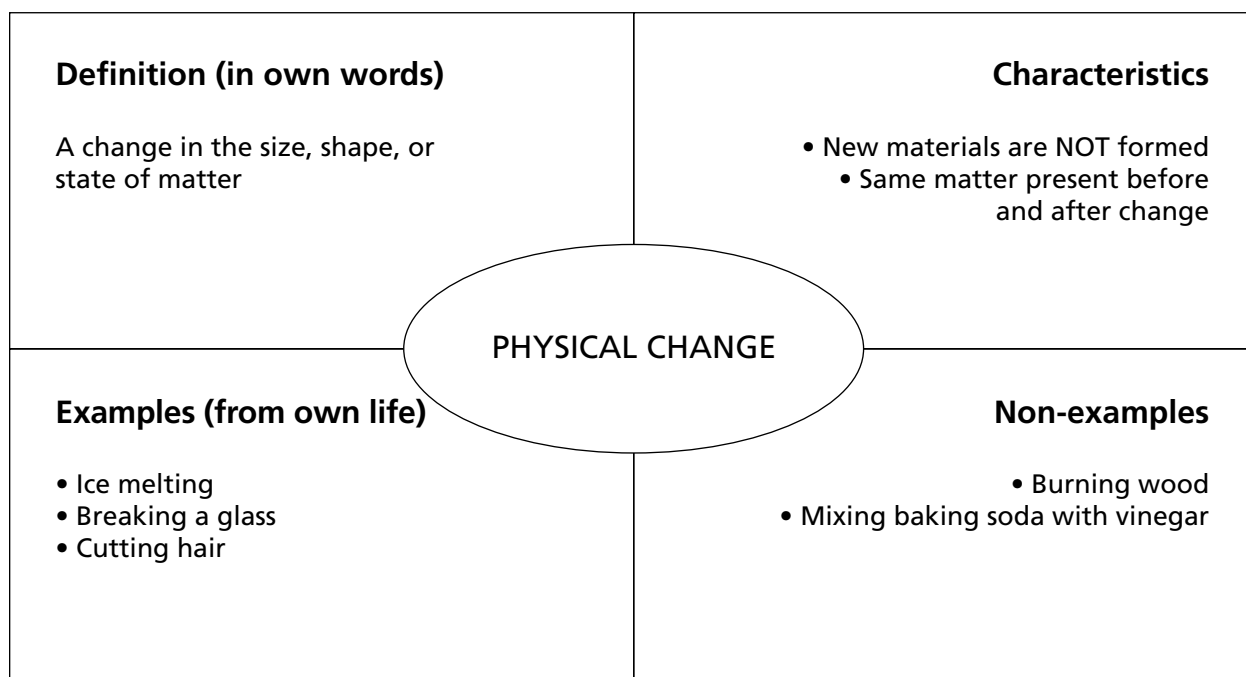 Definition (in own words)
A change in the size, shape, or
state of matter
Characteristics
• New materials are NOT formed
• Same matter present before
and after change
PHYSICAL CHANGE
Examples (from own life)
• Ice melting
• Breaking a glass
• Cutting hair
Non-examples
• Burning wood
• Mixing baking soda with vinegar